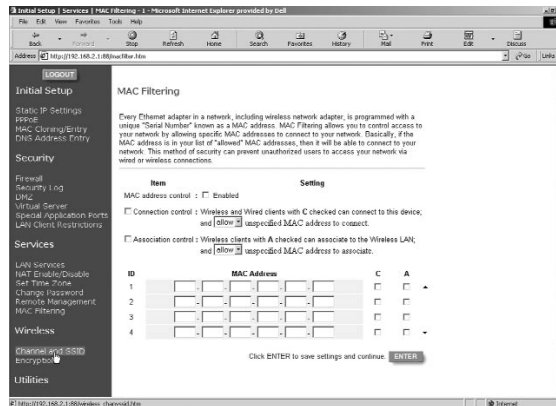 Initial Setup | Services | MAC Filtering - 1 - Microsoft Internet Explorer provided by Dell
File Edit View Favorites Tools Help
Back Forward Stop Refresh Home Search Favorites History Mail Print Edit Discuss
Address http://192.168.2.1:88/macfilter.htm Go Links
LOGOUT
Initial Setup
Static IP Settings
PPPoE
MAC Cloning/Entry
DNS Address Entry
Security
Firewall
Security Log
DMZ
Virtual Server
Special Application Ports
LAN Client Restrictions
Services
LAN Services
NAT Enable/Disable
Set Time Zone
Change Password
Remote Management
MAC Filtering
Wireless
Channel and SSID
Encryption
Utilities
MAC Filtering
Every Ethernet adapter in a network, including wireless network adapter, is programmed with a
unique "Serial Number" known as a MAC address. MAC Filtering allows you to control access to
your network by allowing specific MAC addresses to connect to your network. Basically, if the
MAC address is in your list of "allowed" MAC addresses, then it will be able to connect to your
network. This method of security can prevent unauthorized users to access your network via
wired or wireless connections.
Item Setting
MAC address control : Enabled
Connection control : Wireless and Wired clients with C checked can connect to this device;
and allow unspecified MAC address to connect.
Association control : Wireless clients with A checked can associate to the Wireless LAN;
and allow unspecified MAC address to associate.
ID MAC Address C A
1 - - - - -
2 - - - - -
3 - - - - -
4 - - - - -
Click ENTER to save settings and continue. ENTER
http://192.168.2.1:88/wireless_chanyssid.htm Internet